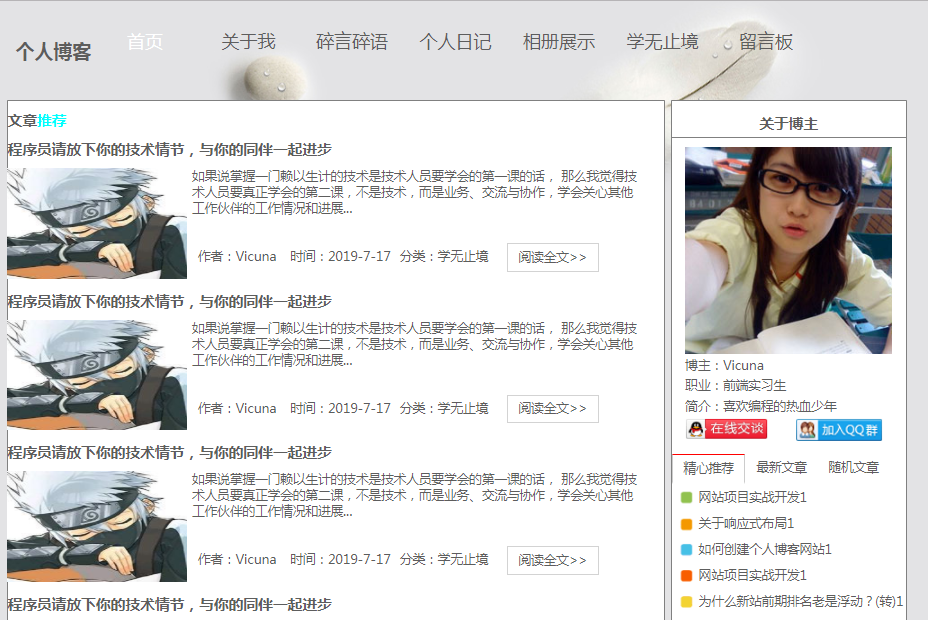 个人博客
首页 关于我 碎言碎语 个人日记 相册展示 学无止境 留言板
文章推荐
程序员请放下你的技术情节，与你的同伴一起进步
如果说掌握一门赖以生计的技术是技术人员要学会的第一课的话， 那么我觉得技
术人员要真正学会的第二课，不是技术，而是业务、交流与协作，学会关心其他
工作伙伴的工作情况和进展...
作者：Vicuna 时间：2019-7-17 分类：学无止境 阅读全文>>
程序员请放下你的技术情节，与你的同伴一起进步
如果说掌握一门赖以生计的技术是技术人员要学会的第一课的话， 那么我觉得技
术人员要真正学会的第二课，不是技术，而是业务、交流与协作，学会关心其他
工作伙伴的工作情况和进展...
作者：Vicuna 时间：2019-7-17 分类：学无止境 阅读全文>>
程序员请放下你的技术情节，与你的同伴一起进步
如果说掌握一门赖以生计的技术是技术人员要学会的第一课的话， 那么我觉得技
术人员要真正学会的第二课，不是技术，而是业务、交流与协作，学会关心其他
工作伙伴的工作情况和进展...
作者：Vicuna 时间：2019-7-17 分类：学无止境 阅读全文>>
程序员请放下你的技术情节，与你的同伴一起进步
关于博主
博主：Vicuna
职业：前端实习生
简介：喜欢编程的热血少年
在线交谈 加入QQ群
精心推荐 最新文章 随机文章
网站项目实战开发1
关于响应式布局1
如何创建个人博客网站1
网站项目实战开发1
为什么新站前期排名老是浮动？(转)1